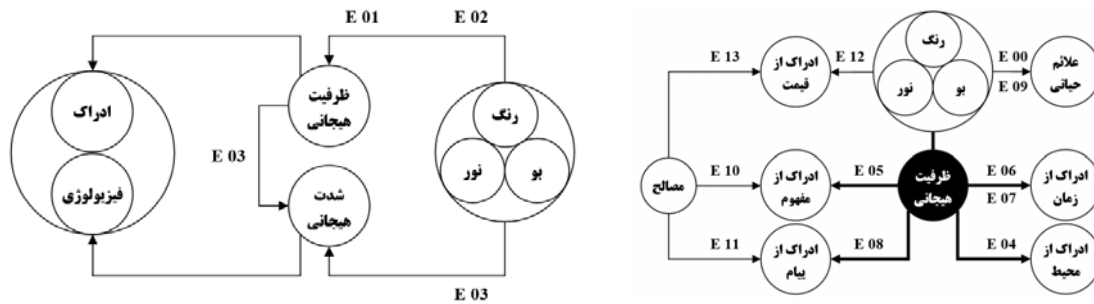 E 01
E 02
ادراک
فیزیولوژی
ظرفیت
هیجانی
E 03
شدت
هیجانی
رنگ
نور
بو
E 03
E 13
ادراک از
قیمت
E 12
رنگ
نور
بو
E 00
E 09
علائم
حیاتی
مصالح
E 10
ادراک از
مفهوم
E 05
ظرفیت
هیجانی
E 06
E 07
ادراک از
زمان
E 11
ادراک از
پیام
E 08
E 04
ادراک از
محیط